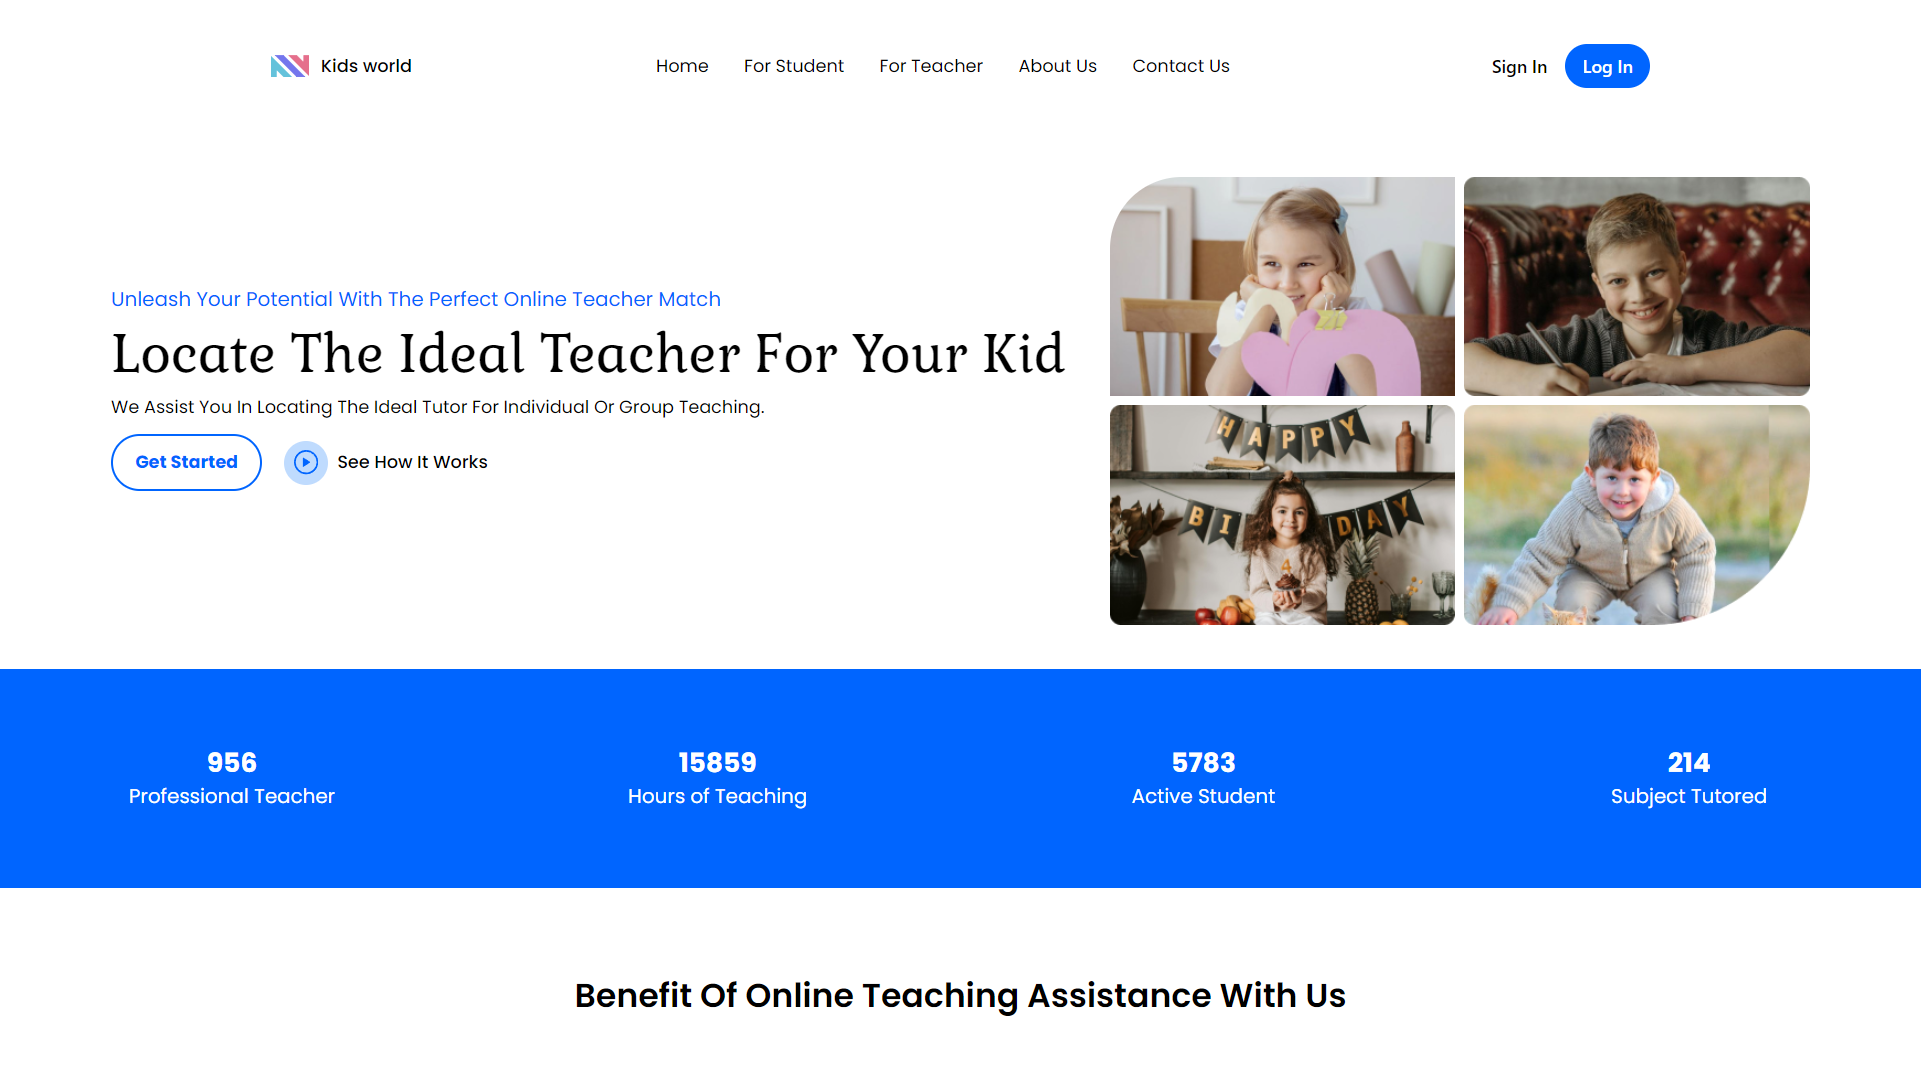 Kids world
Home For Student For Teacher About Us Contact Us
Sign In Log In
Unleash Your Potential With The Perfect Online Teacher Match
Locate The Ideal Teacher For Your Kid
We Assist You In Locating The Ideal Tutor For Individual Or Group Teaching.
Get Started See How It Works
HAPPY
BI DAY
4
956
Professional Teacher
15859
Hours of Teaching
5783
Active Student
214
Subject Tutored
Benefit Of Online Teaching Assistance With Us